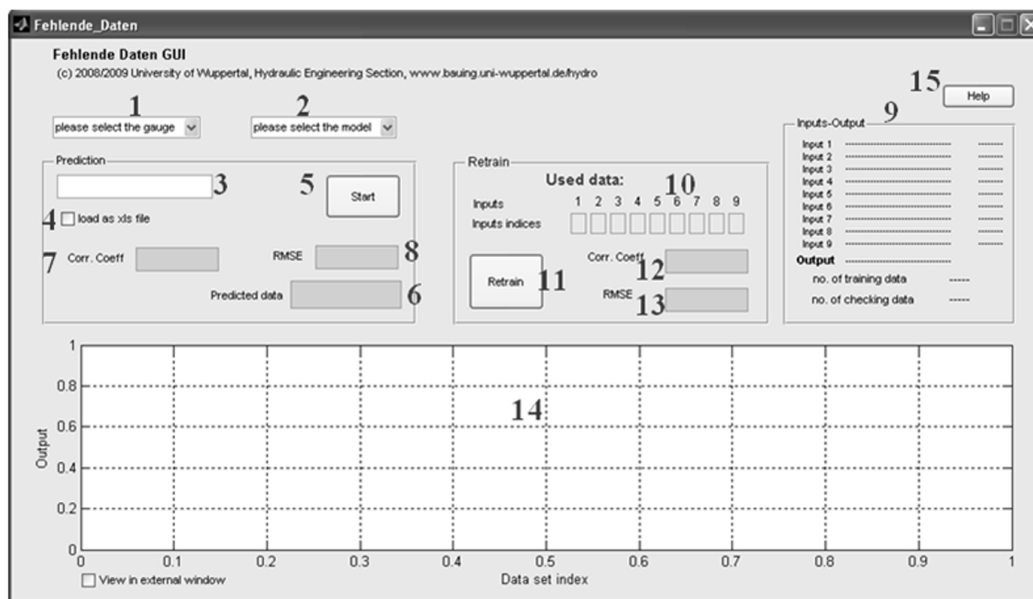 Fehlende_Daten
Fehlende Daten GUI
(c) 2008/2009 University of Wuppertal, Hydraulic Engineering Section, www.bauing.uni-wuppertal.de/hydro
15
Help
1
please select the gauge
2
please select the model
9
Inputs-Output
Input 1
Input 2
Input 3
Input 4
Input 5
Input 6
Input 7
Input 8
Input 9
Output
no. of training data
no. of checking data
Prediction
3
4
load as xls file
5
Start
7
Corr. Coeff
RMSE
8
Predicted data
6
Retrain
Used data:
10
Inputs 1 2 3 4 5 6 7 8 9
Inputs indices
Retrain
11
Corr. Coeff
12
RMSE
13
1
0.8
0.6
0.4
0.2
0
Output
14
0 0.1 0.2 0.3 0.4 0.5 0.6 0.7 0.8 0.9 1
View in external window
Data set index